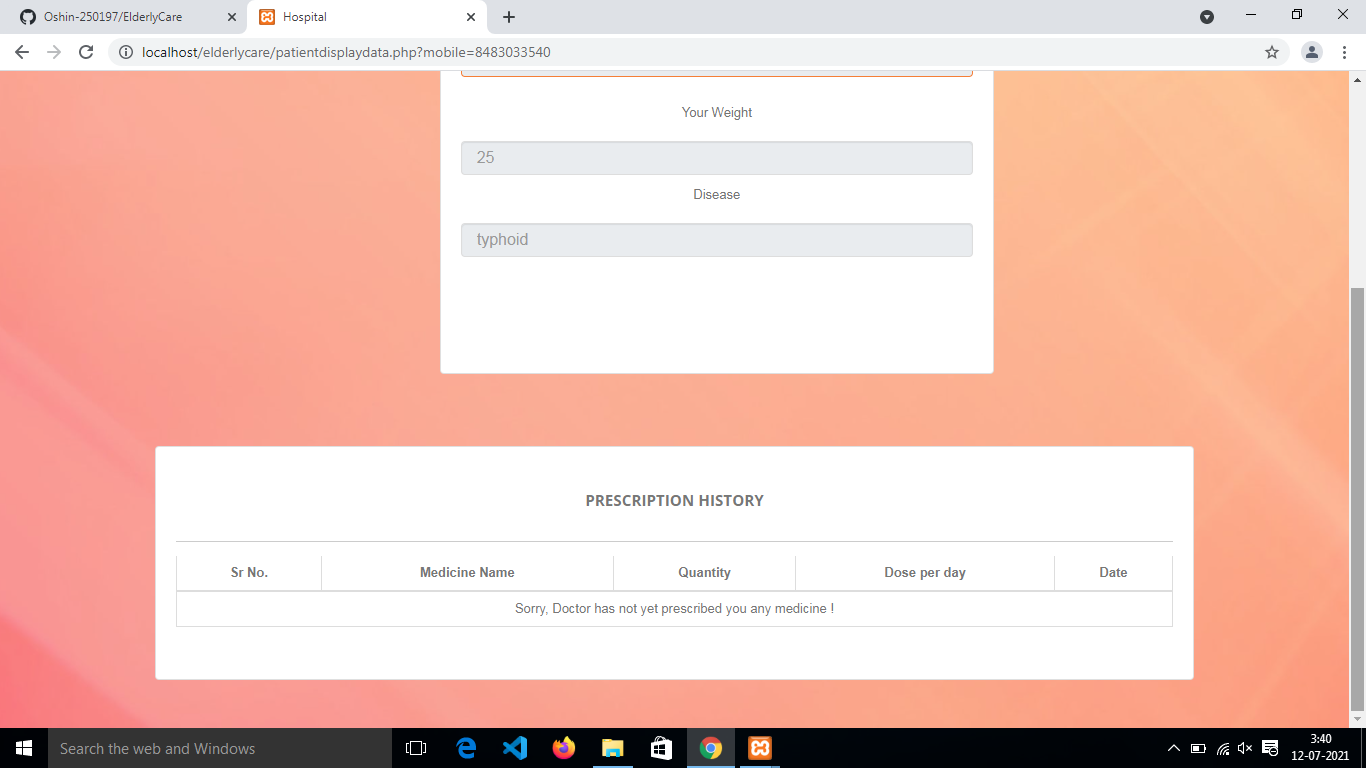 Oshin-250197/ElderlyCare
Hospital
localhost/elderlycare/patientdisplaydata.php?mobile=8483033540
Your Weight
25
Disease
typhoid
PRESCRIPTION HISTORY
Sr No. Medicine Name Quantity Dose per day Date
Sorry, Doctor has not yet prescribed you any medicine !
Search the web and Windows
3:40
12-07-2021